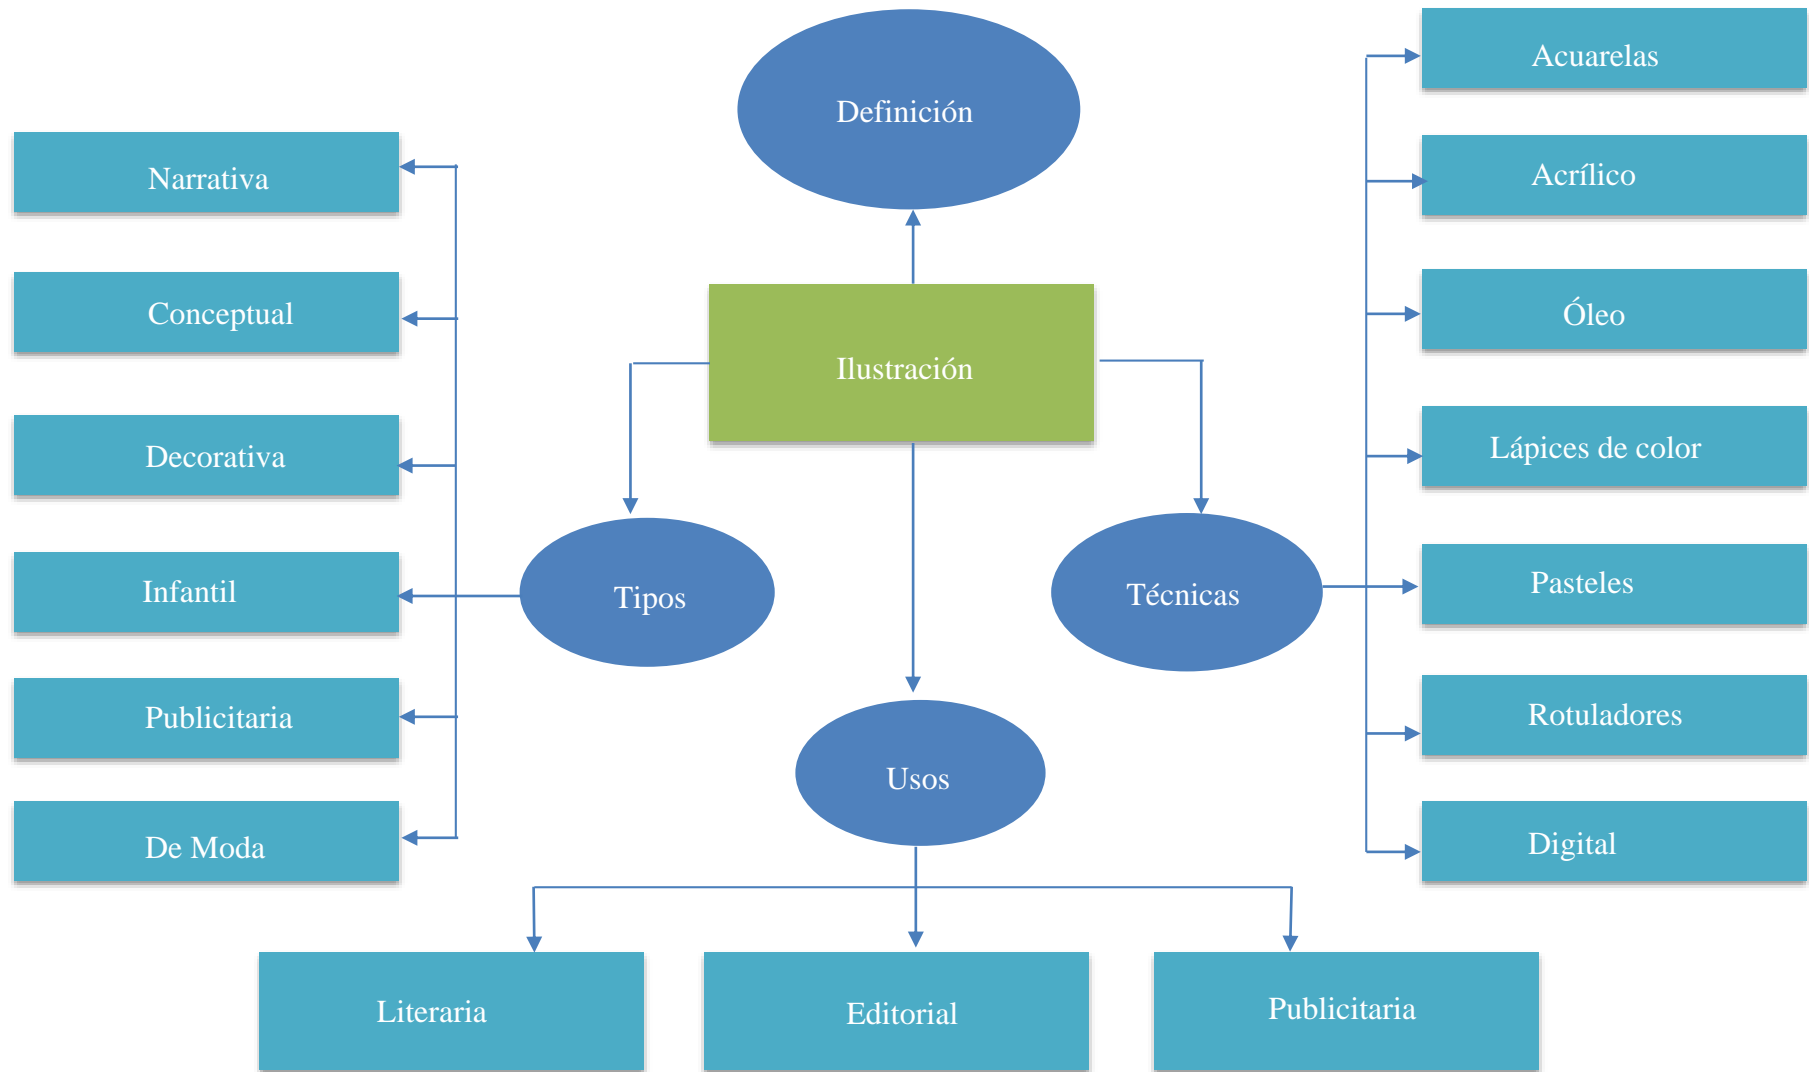 Definición
Ilustración
Tipos
Narrativa
Conceptual
Decorativa
Infantil
Publicitaria
De Moda
Técnicas
Acuarelas
Acrílico
Óleo
Lápices de color
Pasteles
Rotuladores
Digital
Usos
Literaria
Editorial
Publicitaria